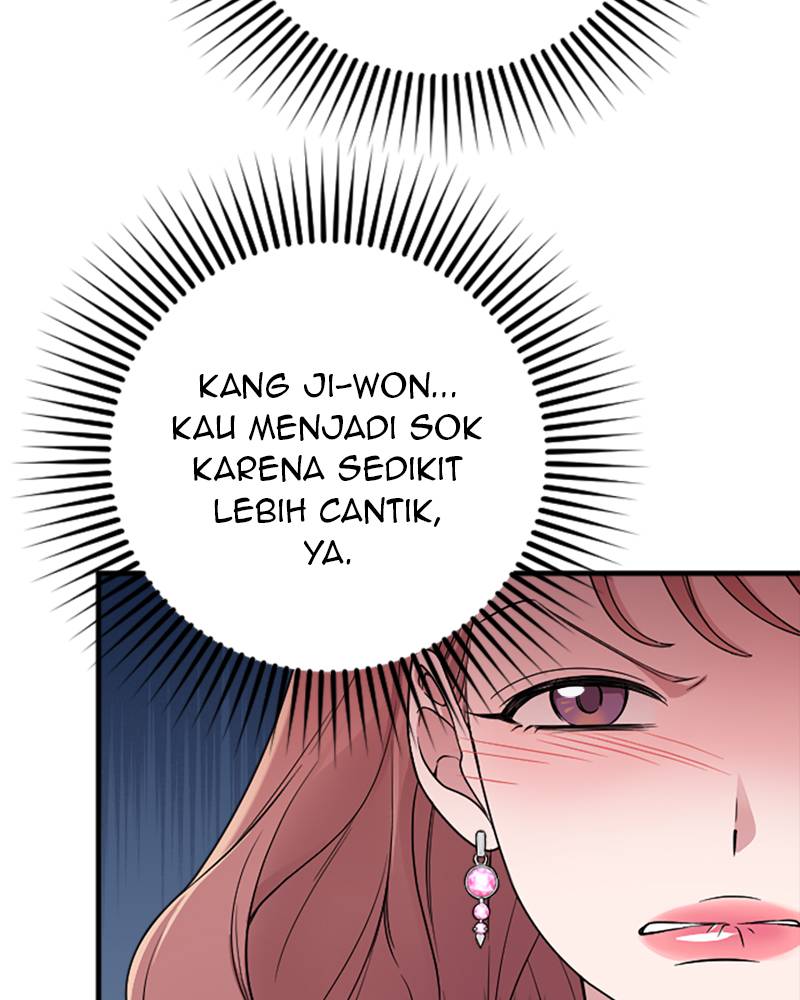 KANG JI-WON...
KAU MENJADI SOK
KARENA SEDIKIT
LEBIH CANTIK,
YA.